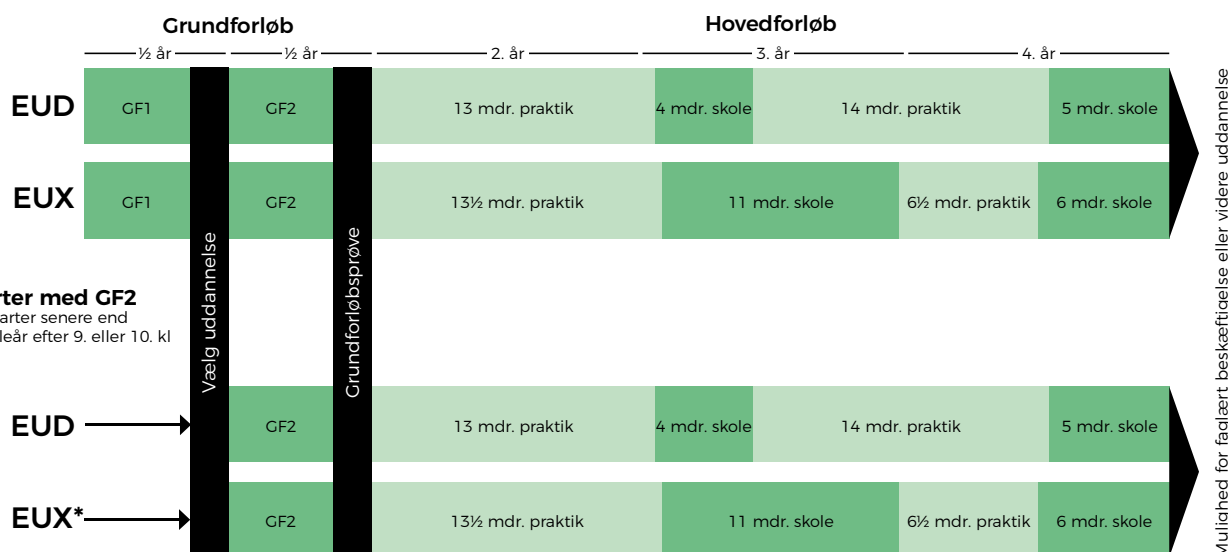 Grundforløb
Hovedforløb
½ år
½ år
2. år
3. år
4. år
EUD
GF1
GF2
13 mdr. praktik
4 mdr. skole
14 mdr. praktik
5 mdr. skole
EUX
GF1
GF2
13½ mdr. praktik
11 mdr. skole
6½ mdr. praktik
6 mdr. skole
Vælg uddannelse
Grundforløbsprøve
rter med GF2
arter senere end
leår efter 9. eller 10. kl
EUD
GF2
13 mdr. praktik
4 mdr. skole
14 mdr. praktik
5 mdr. skole
EUX*
GF2
13½ mdr. praktik
11 mdr. skole
6½ mdr. praktik
6 mdr. skole
Mulighed for faglært beskæftigelse eller videre uddannelse